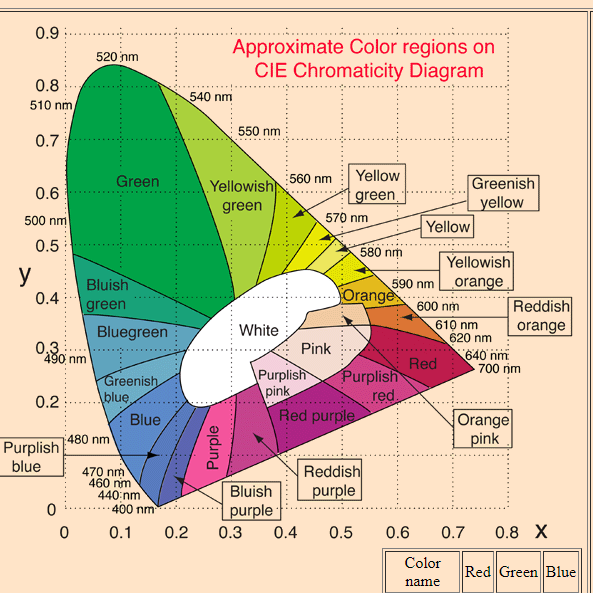 Approximate Color regions on
CIE Chromaticity Diagram
0.9
520 nm
0.8
540 nm
510 nm
550 nm
0.7
Green
Yellowish
green
560 nm
Yellow
green
Greenish
yellow
0.6
570 nm
500 nm
Yellow
0.5
580 nm
y
Yellowish
orange
Bluish
green
590 nm
Orange
0.4
600 nm
Reddish
orange
Bluegreen
White
610 nm
620 nm
0.3
Pink
640 nm
490 nm
Red
700 nm
Greenish
blue
Purplish
pink
Purplish
red
0.2
Blue
Red purple
Orange
pink
480 nm
Purple
Purplish
blue
470 nm
460 nm
440 nm
400 nm
Reddish
purple
Bluish
purple
0.1
0
0
0.1
0.2
0.3
0.4
0.5
0.6
0.7
0.8
x
Color
name
Red
Green
Blue